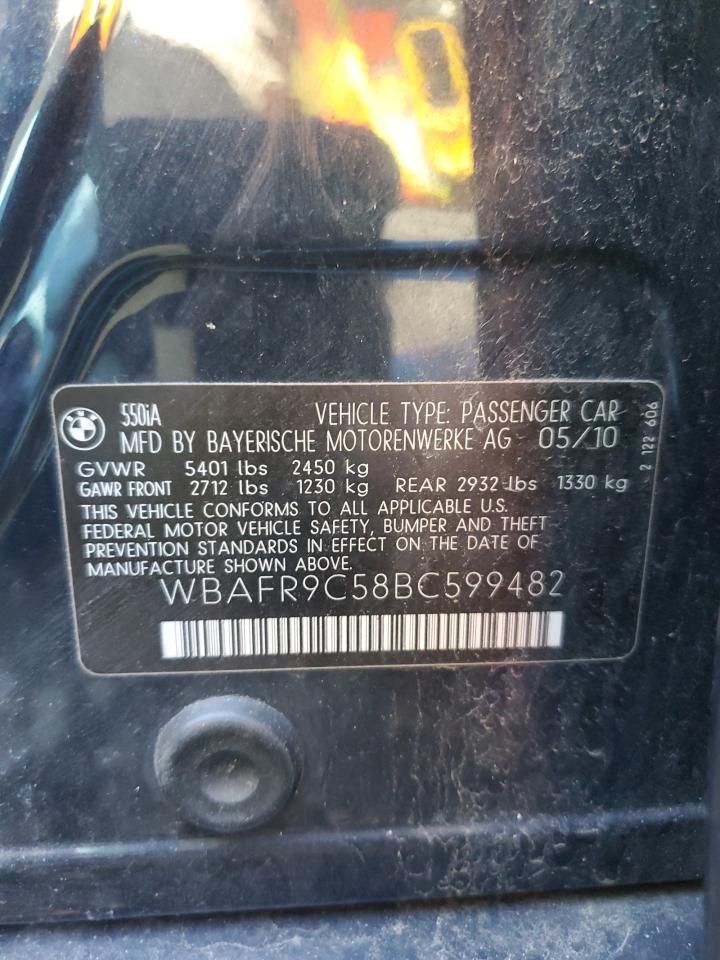 BMW
550iA VEHICLE TYPE: PASSENGER CAR
MFD BY BAYERISCHE MOTORENWERKE AG 05/10
GVWR 5401 lbs 2450 kg
GAWR FRONT 2712 lbs 1230 kg REAR 2932 lbs 1330 kg
THIS VEHICLE CONFORMS TO ALL APPLICABLE U.S.
FEDERAL MOTOR VEHICLE SAFETY, BUMPER AND THEFT
PREVENTION STANDARDS IN EFFECT ON THE DATE OF
MANUFACTURE SHOWN ABOVE.
WBAFR9C58BC599482
2 122 606